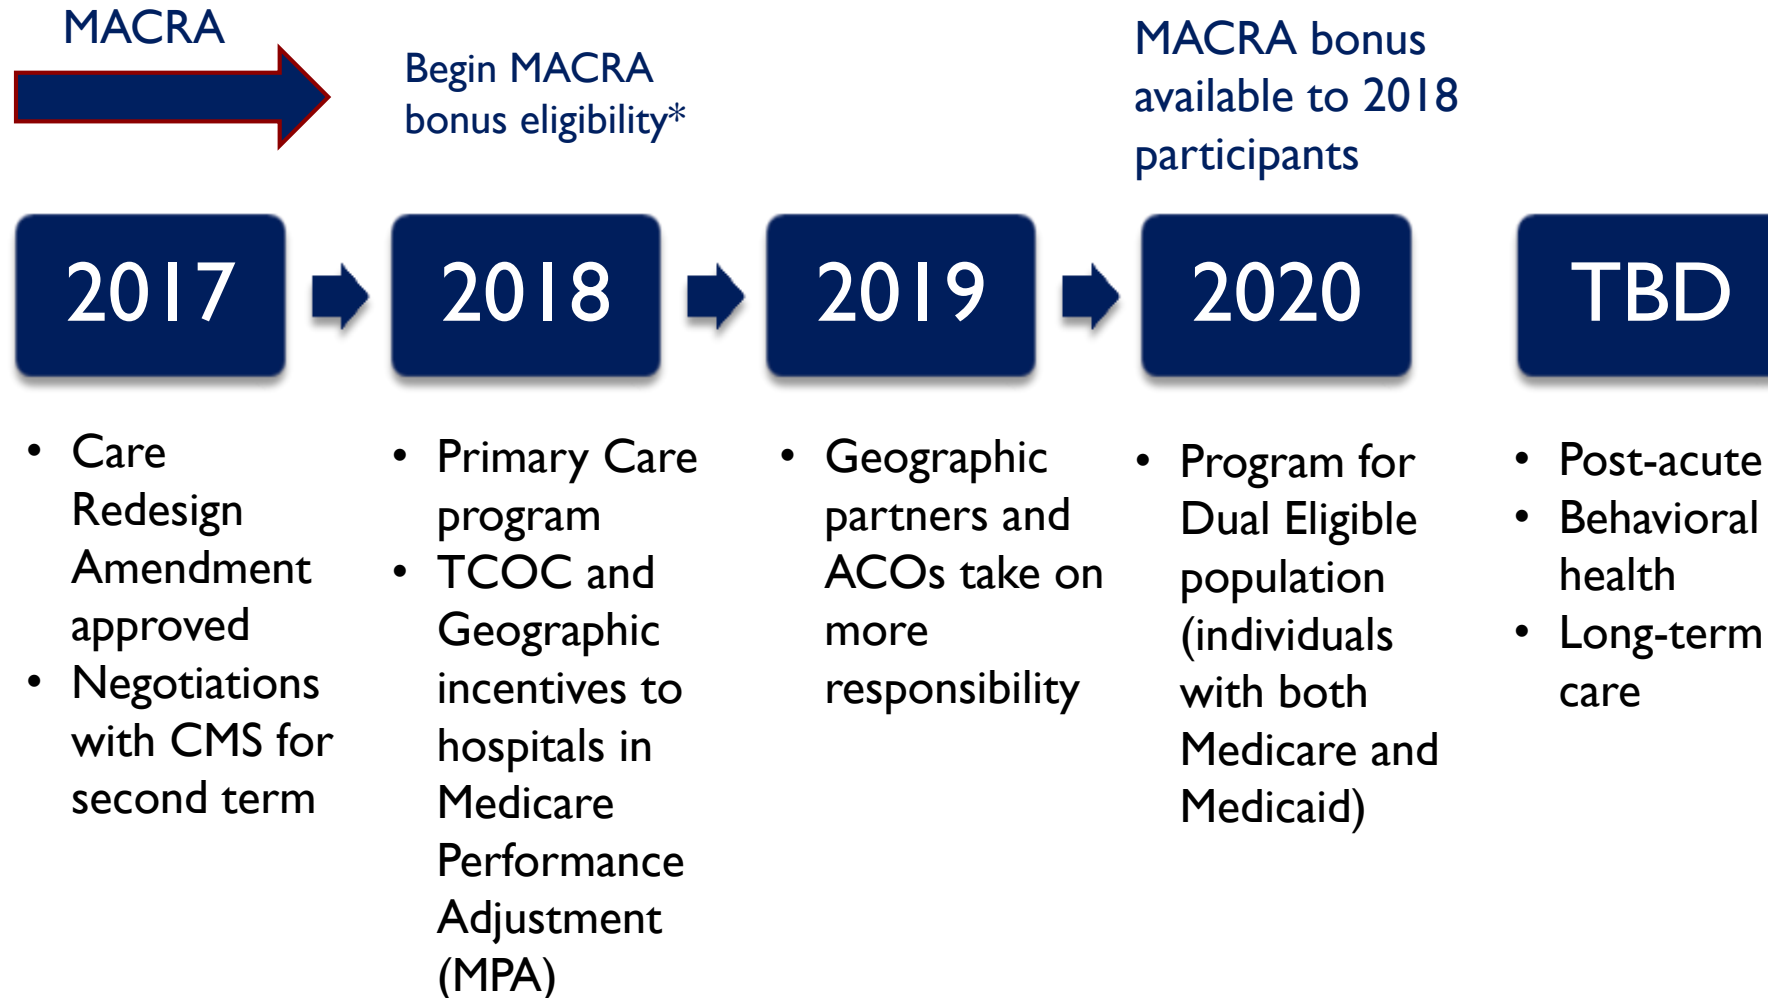 MACRA
Begin MACRA
bonus eligibility*
MACRA bonus
available to 2018
participants
2017
2018
2019
2020
TBD
• Care
Redesign
Amendment
approved
• Negotiations
with CMS for
second term
• Primary Care
program
• TCOC and
Geographic
incentives to
hospitals in
Medicare
Performance
Adjustment
(MPA)
• Geographic
partners and
ACOs take on
more
responsibility
• Program for
Dual Eligible
population
(individuals
with both
Medicare and
Medicaid)
• Post-acute
• Behavioral
health
• Long-term
care